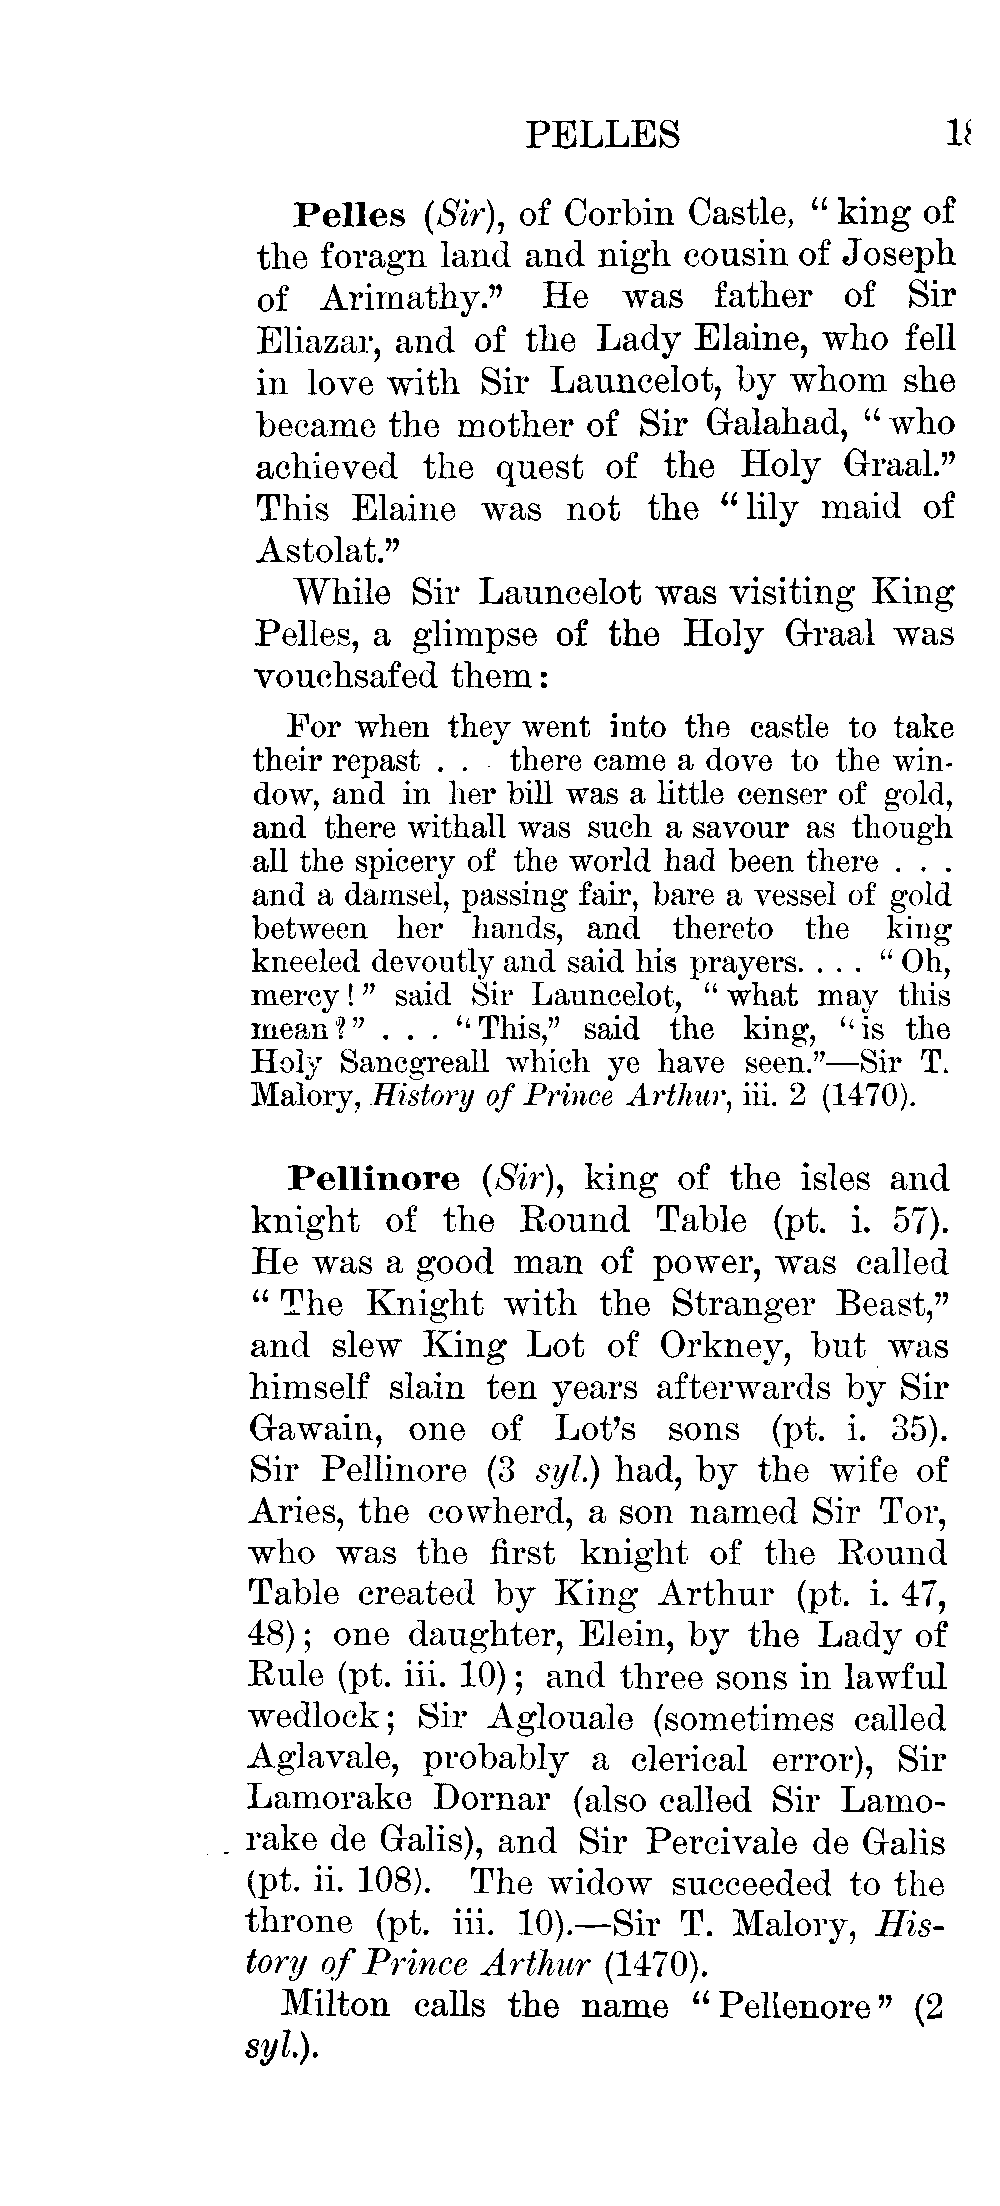 PELLES
Pelles (Sir), of Corbin Castle, “king of
the foragn land and nigh cousin of Joseph
of Arimathy.” He was father of Sir
Eliazar, and of the Lady Elaine, who fell
in love with Sir Launcelot, by whom she
became the mother of Sir Galahad, “who
achieved the quest of the Holy Graal.”
This Elaine was not the “lily maid of
Astolat.”
While Sir Launcelot was visiting King
Pelles, a glimpse of the Holy Graal was
vouchsafed them:
For when they went into the castle to take
their repast . . . there came a dove to the win-
dow, and in her bill was a little censer of gold,
and there withall was such a savour as though
all the spicery of the world had been there . . .
and a damsel, passing fair, bare a vessel of gold
between her hands, and thereto the king
kneeled devoutly and said his prayers. . . . “Oh,
mercy!” said Sir Launcelot, “what may this
mean?” . . . “This,” said the king, “is the
Holy Sancgreall which ye have seen.”—Sir T.
Malory, History of Prince Arthur, iii. 2 (1470).
Pellinore (Sir), king of the isles and
knight of the Round Table (pt. i. 57).
He was a good man of power, was called
“The Knight with the Stranger Beast,”
and slew King Lot of Orkney, but was
himself slain ten years afterwards by Sir
Gawain, one of Lot’s sons (pt. i. 35).
Sir Pellinore (3 syl.) had, by the wife of
Aries, the cowherd, a son named Sir Tor,
who was the first knight of the Round
Table created by King Arthur (pt. i. 47,
48); one daughter, Elein, by the Lady of
Rule (pt. iii. 10); and three sons in lawful
wedlock; Sir Aglouale (sometimes called
Aglavale, probably a clerical error), Sir
Lamorake Dornar (also called Sir Lamo-
rake de Galis), and Sir Percivale de Galis
(pt. ii. 108). The widow succeeded to the
throne (pt. iii. 10).—Sir T. Malory, His-
tory of Prince Arthur (1470).
Milton calls the name “Pellenore” (2
syl.).